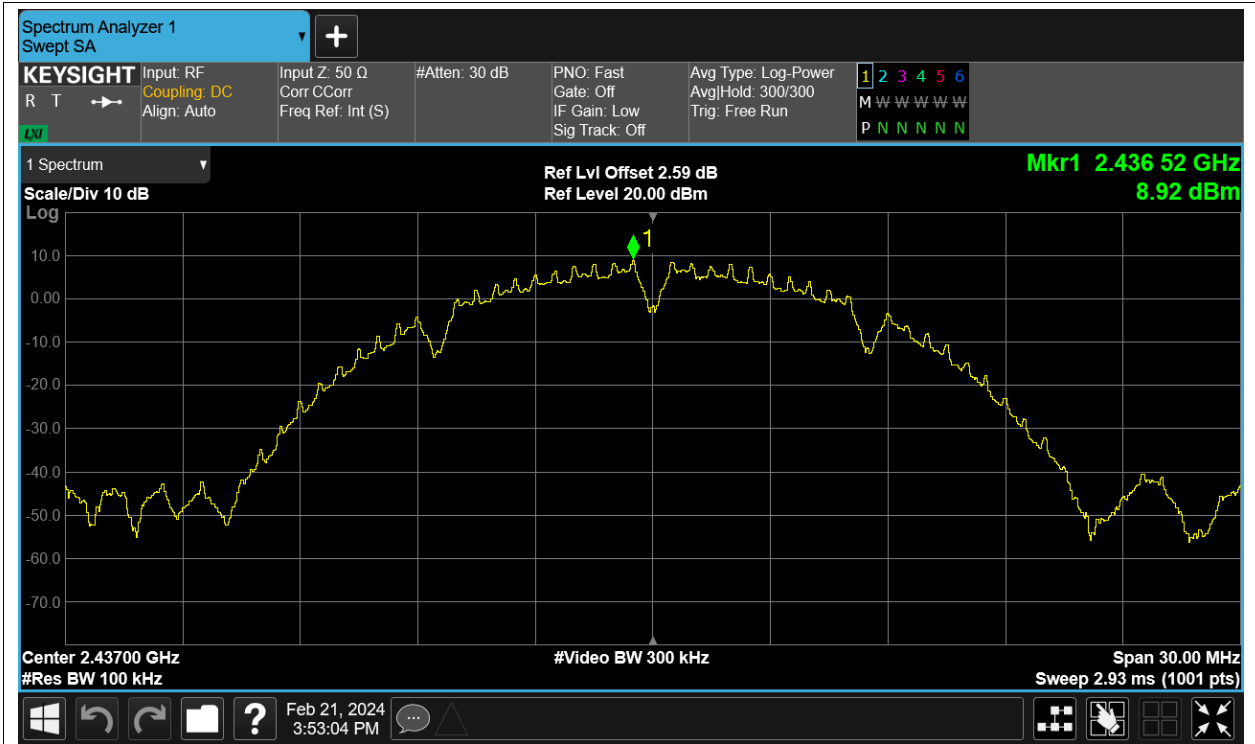 Spectrum Analyzer 1
Swept SA
+
KEYSIGHT
R T
LXI
Input: RF
Coupling: DC
Align: Auto
Input Z: 50 Ω
Corr CCorr
Freq Ref: Int (S)
#Atten: 30 dB
PNO: Fast
Gate: Off
IF Gain: Low
Sig Track: Off
Avg Type: Log-Power
Avg|Hold: 300/300
Trig: Free Run
1 2 3 4 5 6
M W W W W W
P N N N N N
1 Spectrum
Scale/Div 10 dB
Log
Ref Lvl Offset 2.59 dB
Ref Level 20.00 dBm
Mkr1 2.436 52 GHz
8.92 dBm
1
10.0
0.00
-10.0
-20.0
-30.0
-40.0
-50.0
-60.0
-70.0
Center 2.43700 GHz
#Res BW 100 kHz
#Video BW 300 kHz
Span 30.00 MHz
Sweep 2.93 ms (1001 pts)
?
Feb 21, 2024
3:53:04 PM